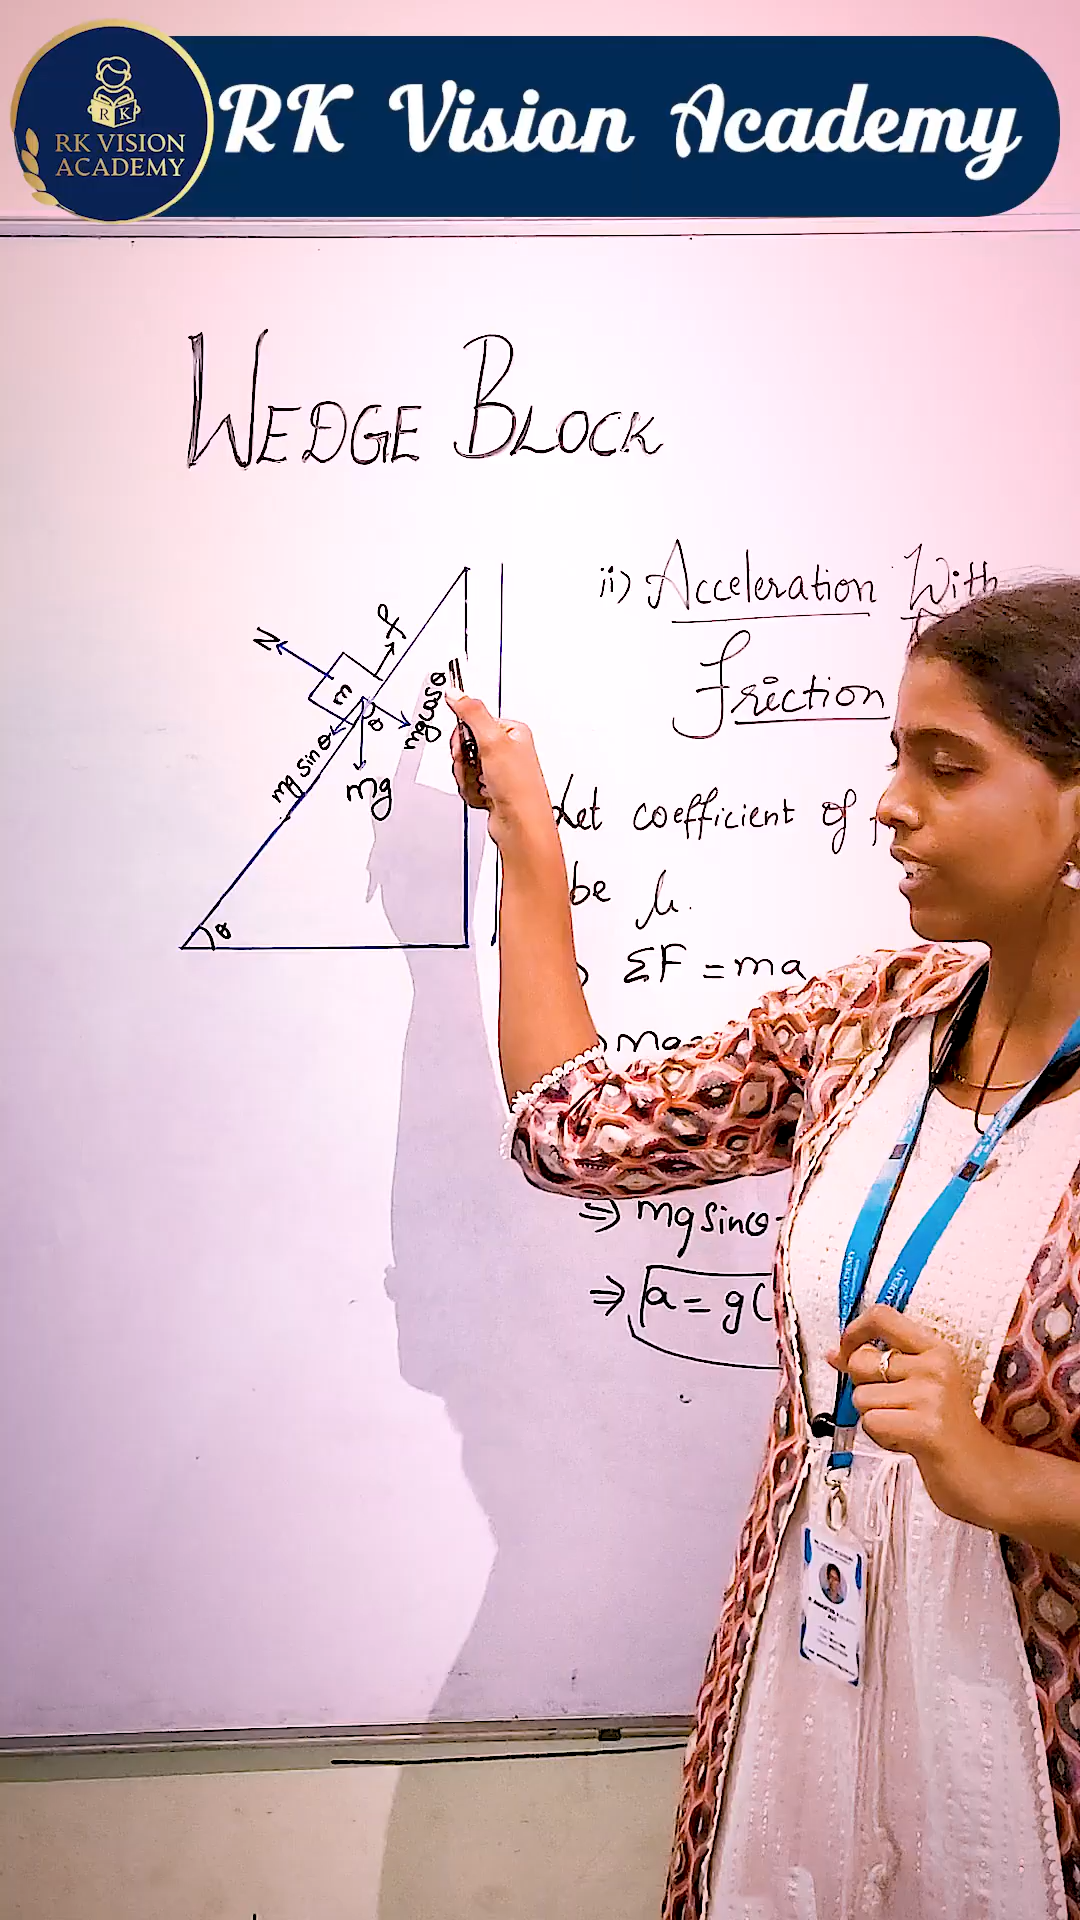 RK Vision Academy
R K
RK VISION
ACADEMY
WEDGE BLOCK
ii) Acceleration With
Friction
N
f
m
θ
mg cosθ
mg sinθ
mg
θ
Let coefficient of
be μ.
ΣF = ma
ma=
⇒ mg sinθ-
⇒ a = g(